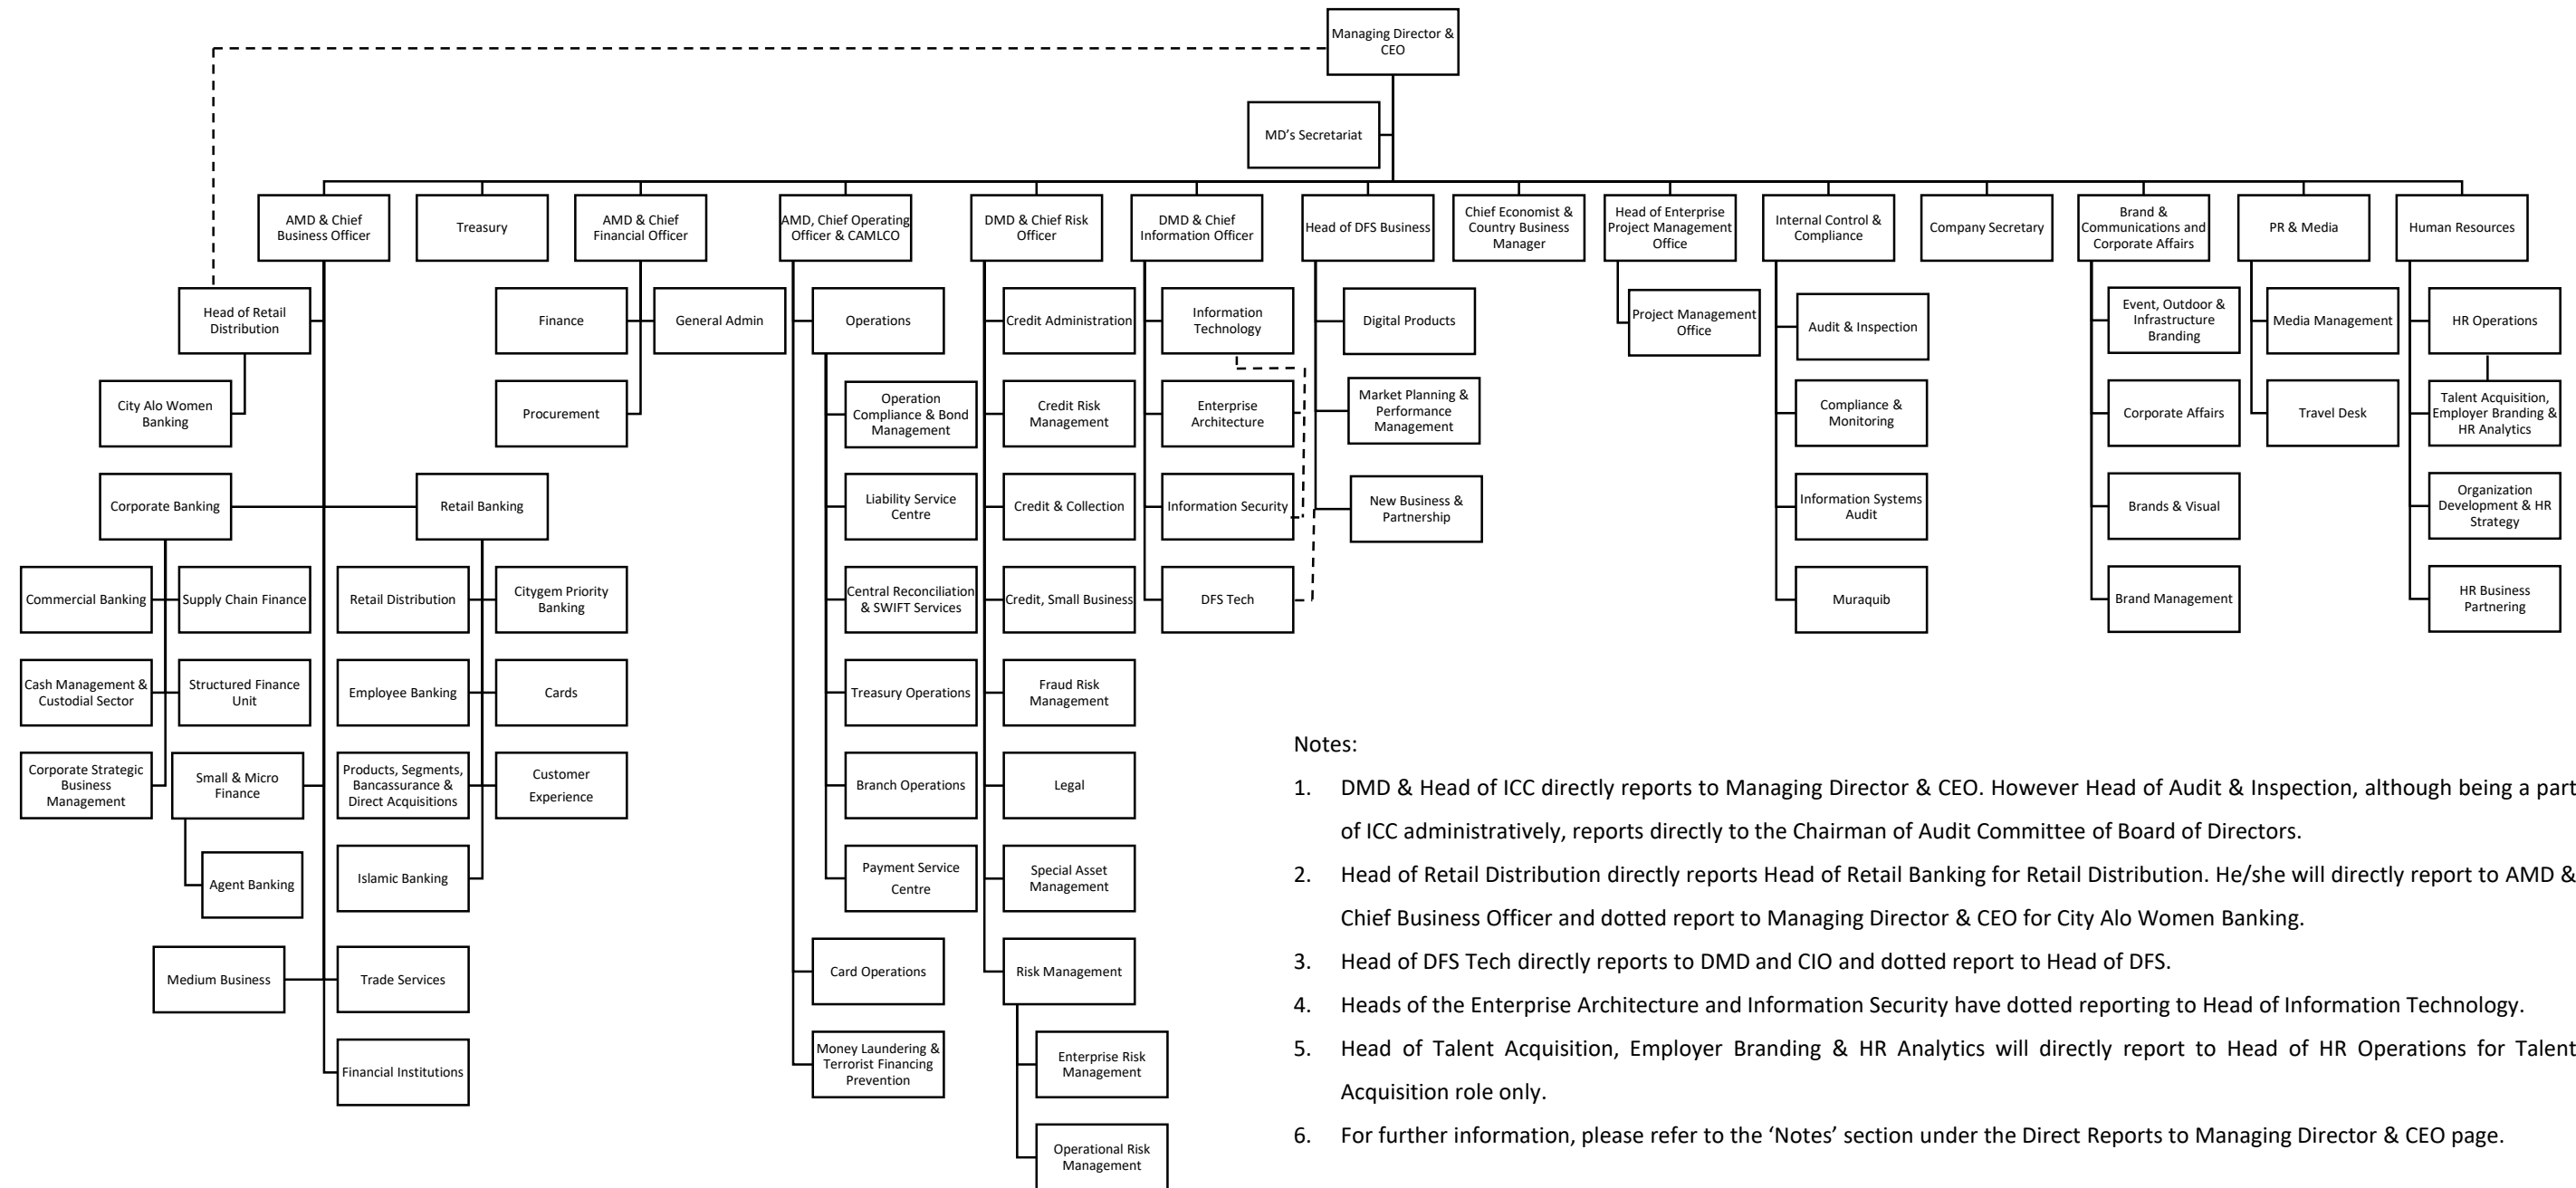 Managing Director &
CEO
MD’s Secretariat
AMD & Chief
Business Officer
Treasury
AMD & Chief
Financial Officer
AMD, Chief Operating
Officer & CAMLCO
DMD & Chief Risk
Officer
DMD & Chief
Information Officer
Head of DFS Business
Chief Economist &
Country Business
Manager
Head of Enterprise
Project Management
Office
Internal Control &
Compliance
Company Secretary
Brand &
Communications and
Corporate Affairs
PR & Media
Human Resources
Head of Retail
Distribution
Finance
General Admin
Operations
Credit Administration
Information
Technology
Digital Products
Project Management
Office
Audit & Inspection
Event, Outdoor &
Infrastructure
Branding
Media Management
HR Operations
City Alo Women
Banking
Procurement
Operation
Compliance & Bond
Management
Credit Risk
Management
Enterprise
Architecture
Market Planning &
Performance
Management
Compliance &
Monitoring
Corporate Affairs
Travel Desk
Talent Acquisition,
Employer Branding &
HR Analytics
Corporate Banking
Retail Banking
Liability Service
Centre
Credit & Collection
Information Security
New Business &
Partnership
Information Systems
Audit
Brands & Visual
Organization
Development & HR
Strategy
Commercial Banking
Supply Chain Finance
Retail Distribution
Citygem Priority
Banking
Central Reconciliation
& SWIFT Services
Credit, Small Business
DFS Tech
Muraquib
Brand Management
HR Business
Partnering
Cash Management &
Custodial Sector
Structured Finance
Unit
Employee Banking
Cards
Treasury Operations
Fraud Risk
Management
Corporate Strategic
Business
Management
Small & Micro
Finance
Products, Segments,
Bancassurance &
Direct Acquisitions
Customer
Experience
Branch Operations
Legal
Agent Banking
Islamic Banking
Payment Service
Centre
Special Asset
Management
Medium Business
Trade Services
Card Operations
Risk Management
Financial Institutions
Money Laundering &
Terrorist Financing
Prevention
Enterprise Risk
Management
Operational Risk
Management
Notes:
1. DMD & Head of ICC directly reports to Managing Director & CEO. However Head of Audit & Inspection, although being a part
of ICC administratively, reports directly to the Chairman of Audit Committee of Board of Directors.
2. Head of Retail Distribution directly reports Head of Retail Banking for Retail Distribution. He/she will directly report to AMD &
Chief Business Officer and dotted report to Managing Director & CEO for City Alo Women Banking.
3. Head of DFS Tech directly reports to DMD and CIO and dotted report to Head of DFS.
4. Heads of the Enterprise Architecture and Information Security have dotted reporting to Head of Information Technology.
5. Head of Talent Acquisition, Employer Branding & HR Analytics will directly report to Head of HR Operations for Talent
Acquisition role only.
6. For further information, please refer to the ‘Notes’ section under the Direct Reports to Managing Director & CEO page.